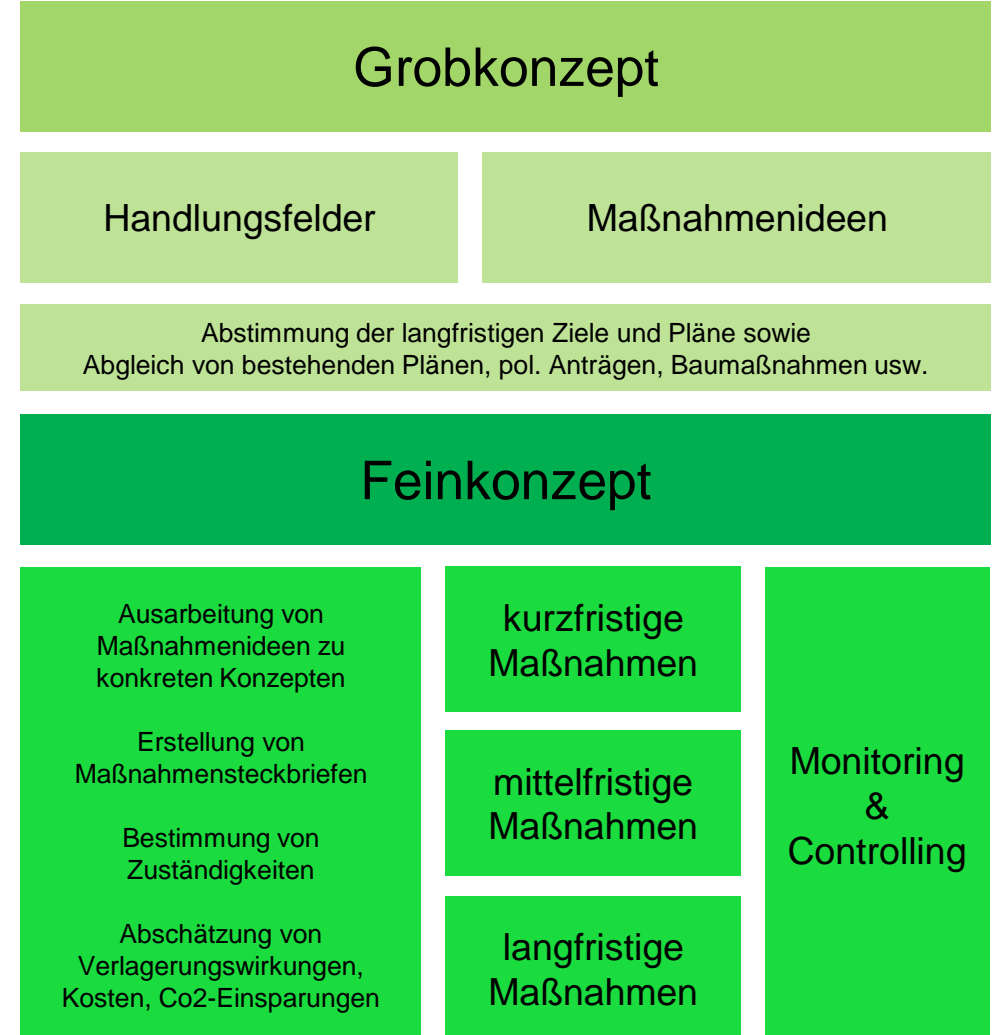 Grobkonzept
Handlungsfelder
Maßnahmenideen
Abstimmung der langfristigen Ziele und Pläne sowie
Abgleich von bestehenden Plänen, pol. Anträgen, Baumaßnahmen usw.
Feinkonzept
Ausarbeitung von
Maßnahmenideen zu
konkreten Konzepten
Erstellung von
Maßnahmensteckbriefen
Bestimmung von
Zuständigkeiten
Abschätzung von
Verlagerungswirkungen,
Kosten, Co2-Einsparungen
kurzfristige
Maßnahmen
mittelfristige
Maßnahmen
langfristige
Maßnahmen
Monitoring
&
Controlling